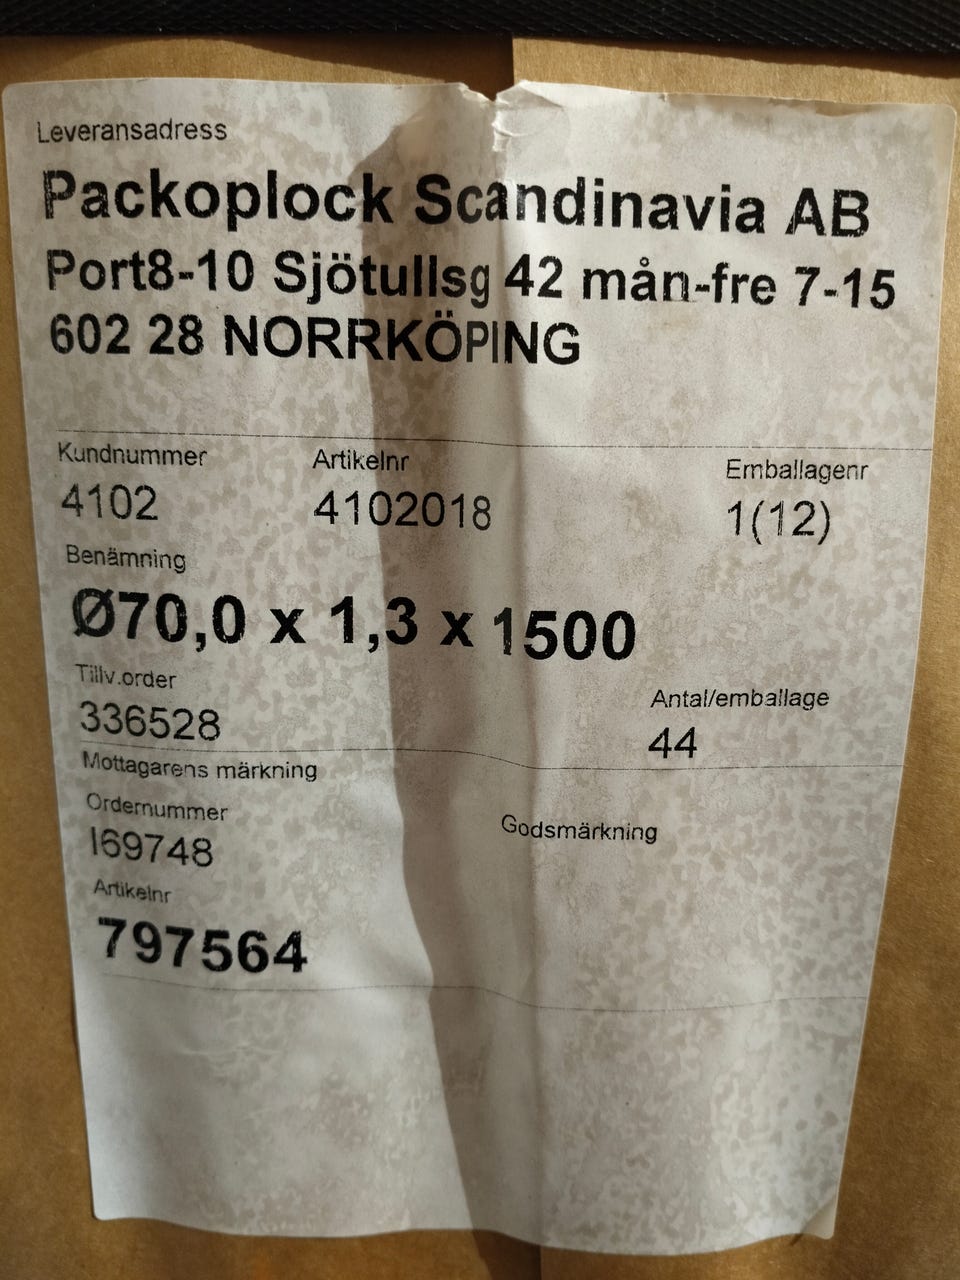 Leveransadress
Packoplock Scandinavia AB
Port8-10 Sjötullsg 42 mån-fre 7-15
602 28 NORRKÖPING
Kundnummer Artikelnr Emballagenr
4102 4102018 1(12)
Benämning
Ø70,0 x 1,3 x 1500
Tillv.order Antal/emballage
336528 44
Mottagarens märkning
Ordernummer Godsmärkning
I69748
Artikelnr
797564